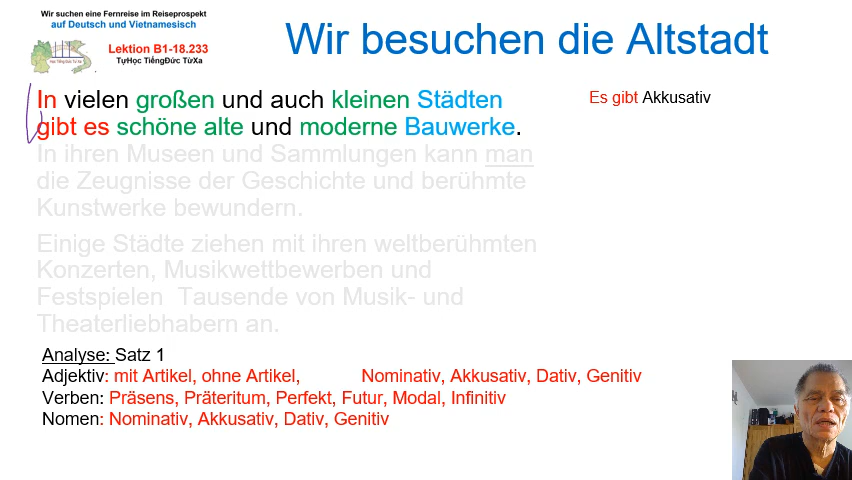 Wir suchen eine Fernreise im Reiseprospekt
auf Deutsch und Vietnamesisch
Lektion B1-18.233
TựHọc TiếngĐức TừXa
Học TiếngĐức Từ Xa
Wir besuchen die Altstadt
In vielen großen und auch kleinen Städten
gibt es schöne alte und moderne Bauwerke.
Es gibt Akkusativ
In ihren Museen und Sammlungen kann man
die Zeugnisse der Geschichte und berühmte
Kunstwerke bewundern.
Einige Städte ziehen mit ihren weltberühmten
Konzerten, Musikwettbewerben und
Festspielen Tausende von Musik- und
Theaterliebhabern an.
Analyse: Satz 1
Adjektiv: mit Artikel, ohne Artikel, Nominativ, Akkusativ, Dativ, Genitiv
Verben: Präsens, Präteritum, Perfekt, Futur, Modal, Infinitiv
Nomen: Nominativ, Akkusativ, Dativ, Genitiv